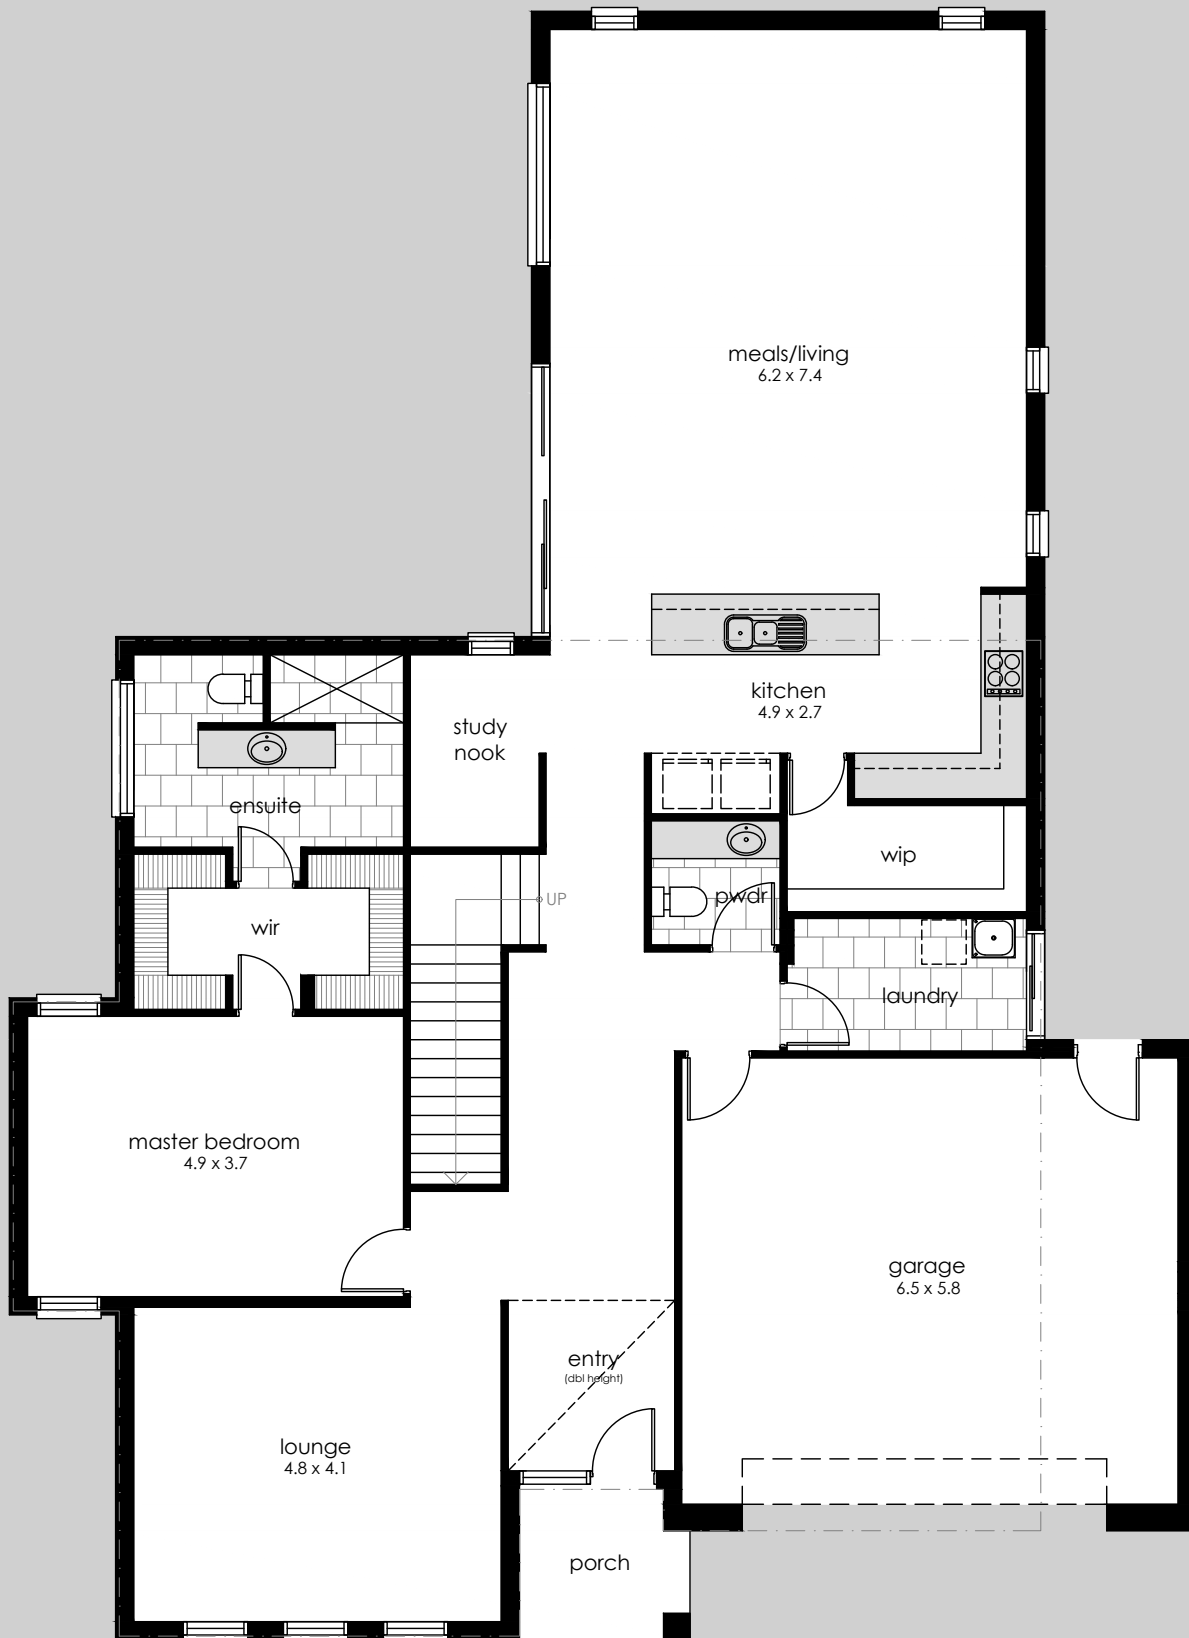 meals/living
6.2 x 7.4
kitchen
4.9 x 2.7
study
nook
ensuite
wip
pwdr
UP
wir
laundry
master bedroom
4.9 x 3.7
garage
6.5 x 5.8
entry
(dbl height)
lounge
4.8 x 4.1
porch